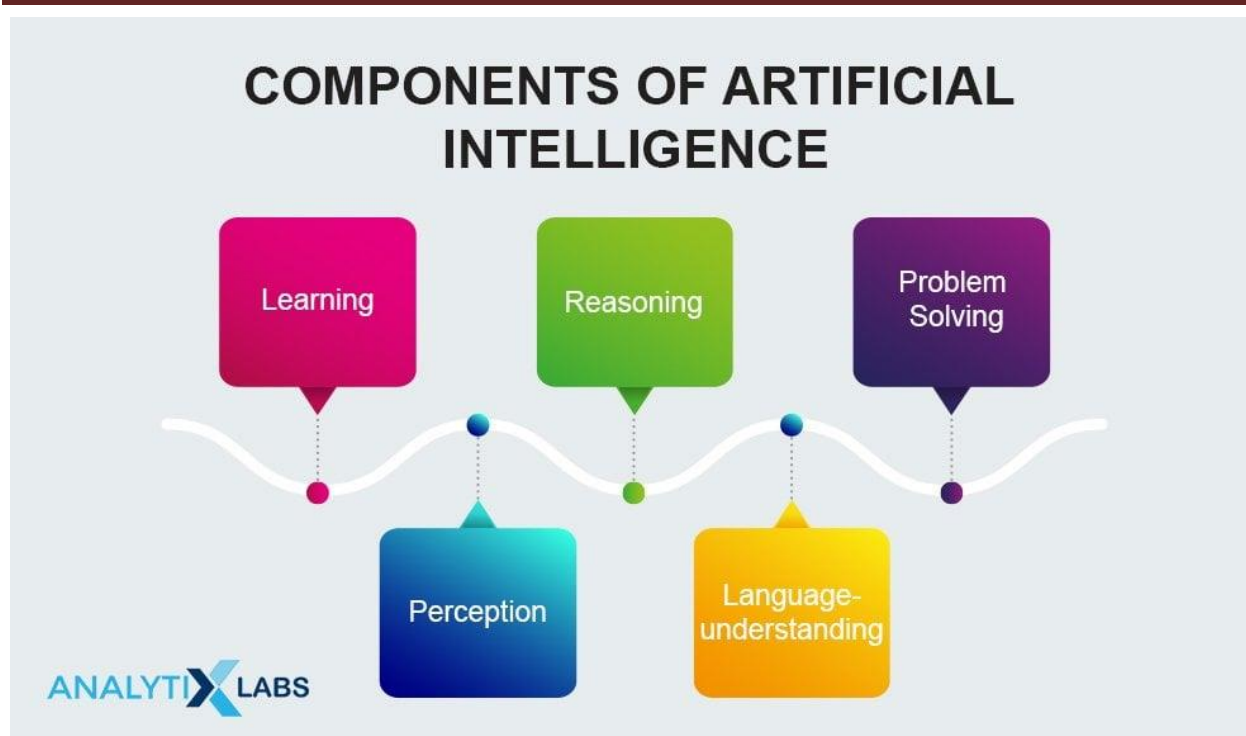 COMPONENTS OF ARTIFICIAL
INTELLIGENCE
Learning
Reasoning
Problem
Solving
Perception
Language-
understanding
ANALYTIX LABS